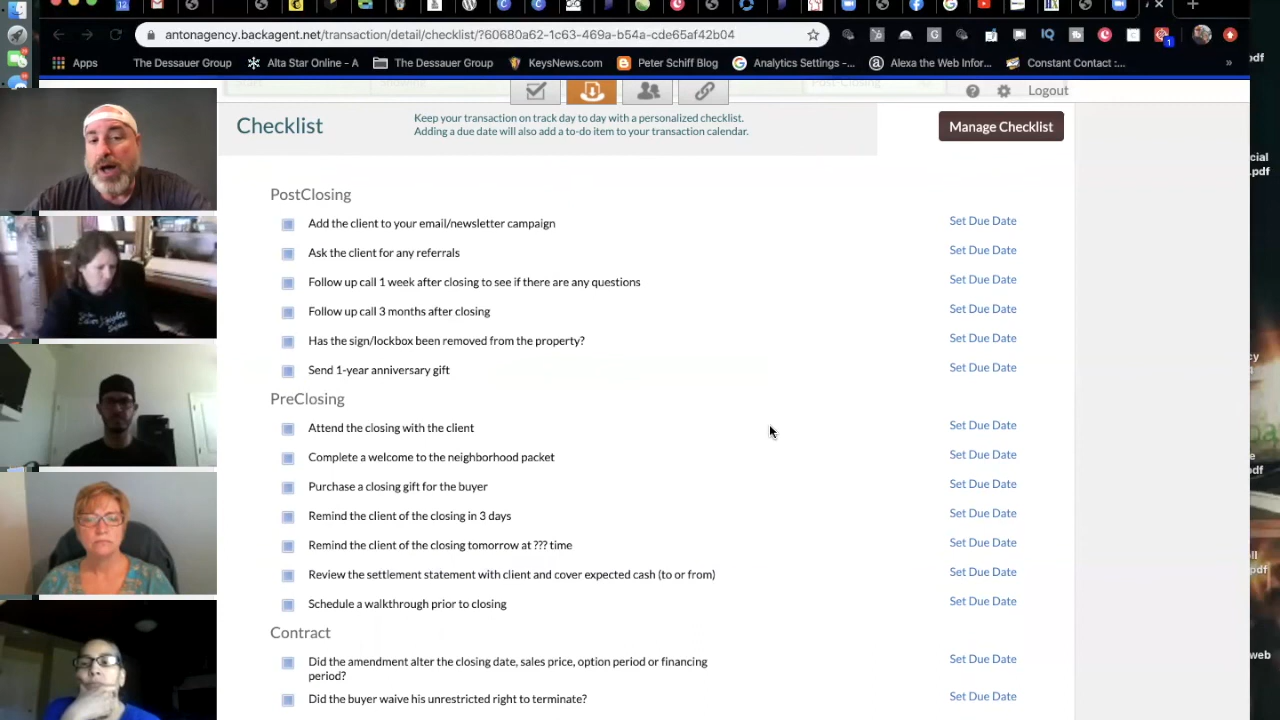 antonagency.backagent.net/transaction/detail/checklist/?60680a62-1c63-469a-b54a-cde65af42b04
1
Apps
The Dessauer Group
Alta Star Online - A
The Dessauer Group
KeysNews.com
Peter Schiff Blog
Analytics Settings -...
Alexa the Web Infor...
Constant Contact :...
»
Post-Closing
Logout
Checklist
Keep your transaction on track day to day with a personalized checklist.
Adding a due date will also add a to-do item to your transaction calendar.
Manage Checklist
PostClosing
Add the client to your email/newsletter campaign
Set Due Date
Ask the client for any referrals
Set Due Date
Follow up call 1 week after closing to see if there are any questions
Set Due Date
Follow up call 3 months after closing
Set Due Date
Has the sign/lockbox been removed from the property?
Set Due Date
Send 1-year anniversary gift
Set Due Date
PreClosing
Attend the closing with the client
Set Due Date
Complete a welcome to the neighborhood packet
Set Due Date
Purchase a closing gift for the buyer
Set Due Date
Remind the client of the closing in 3 days
Set Due Date
Remind the client of the closing tomorrow at ??? time
Set Due Date
Review the settlement statement with client and cover expected cash (to or from)
Set Due Date
Schedule a walkthrough prior to closing
Set Due Date
Contract
Did the amendment alter the closing date, sales price, option period or financing
period?
Set Due Date
Did the buyer waive his unrestricted right to terminate?
Set Due Date
cial
.pdf
web